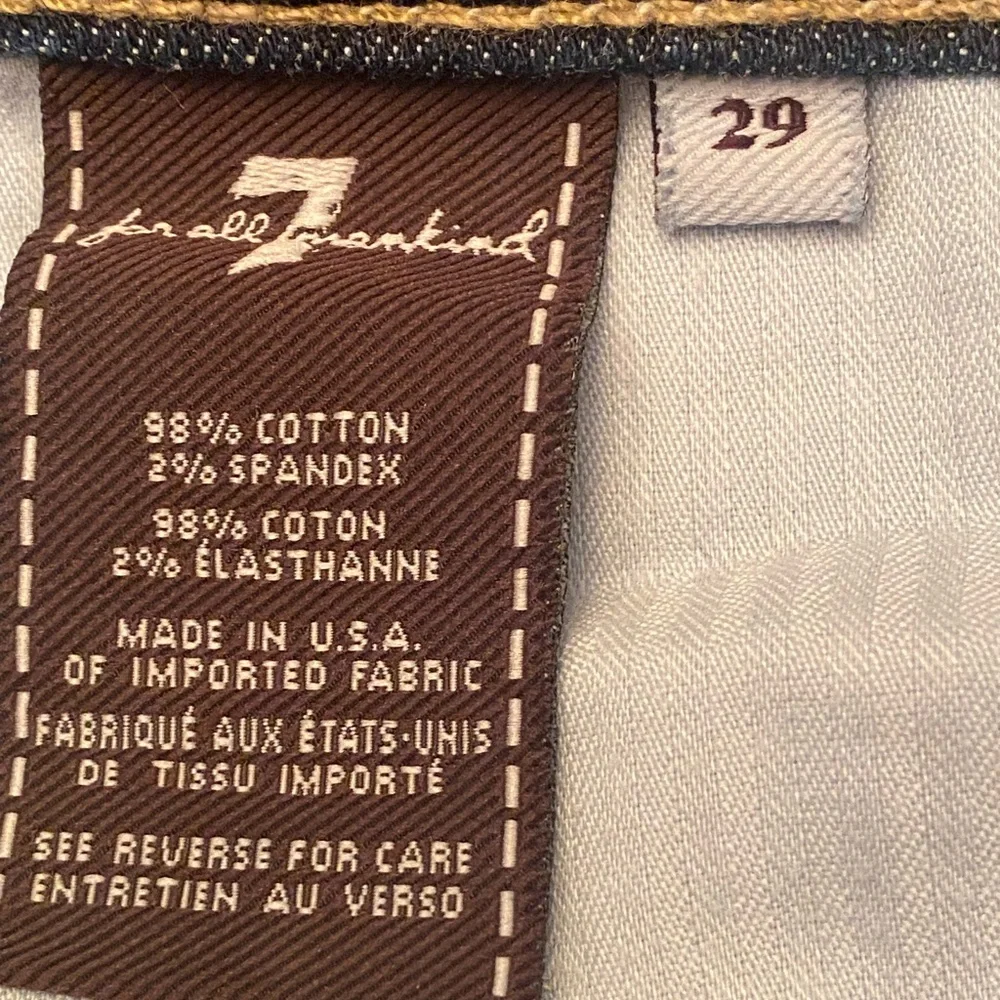 29
7
for all mankind
98% COTTON
2% SPANDEX
98% COTON
2% ÉLASTHANNE
MADE IN U.S.A.
OF IMPORTED FABRIC
FABRIQUÉ AUX ÉTATS·UNIS
DE TISSU IMPORTÉ
SEE REVERSE FOR CARE
ENTRETIEN AU VERSO